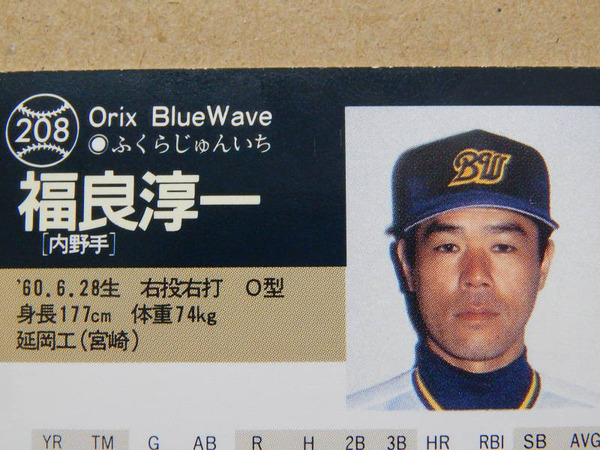 208
Orix BlueWave
◉ふくらじゅんいち
福良淳一
[内野手]
BW
'60.6.28生 右投右打 O型
身長177cm 体重74kg
延岡工(宮崎)
YR TM G AB R H 2B 3B HR RBI SB AVG